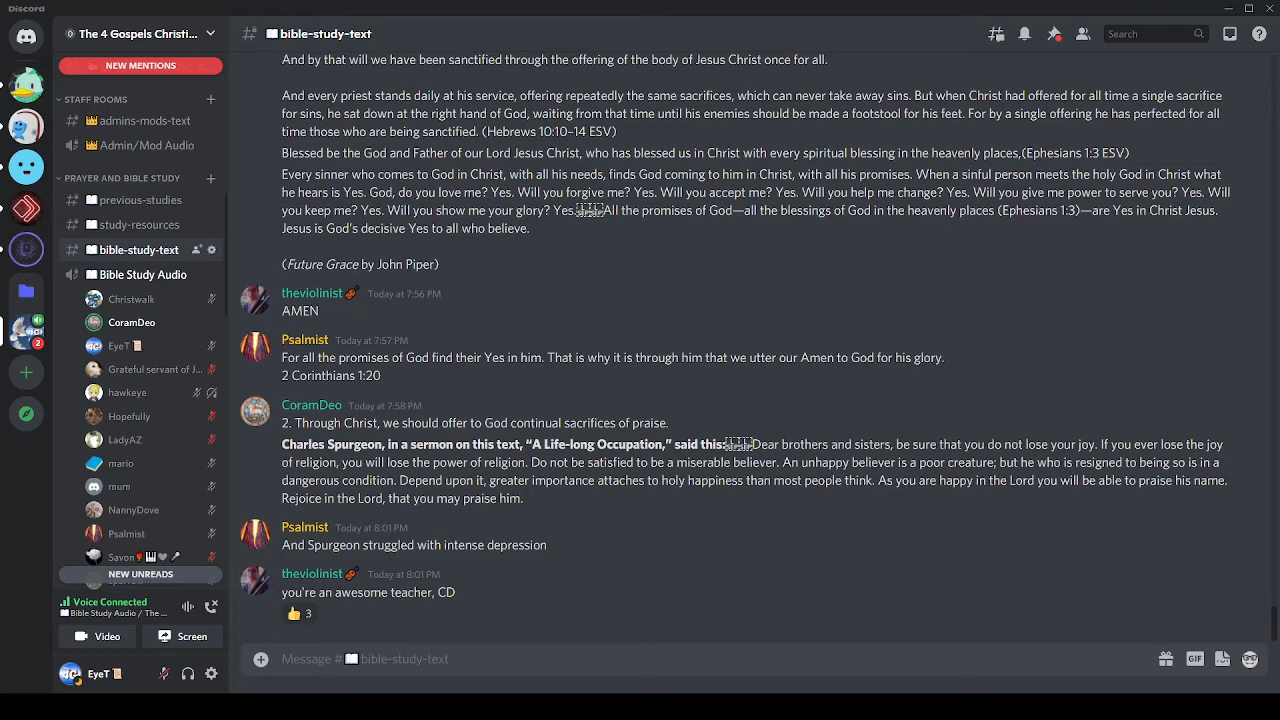 Discord
The 4 Gospels Christi...
bible-study-text
Search
NEW MENTIONS
STAFF ROOMS
admins-mods-text
Admin/Mod Audio
PRAYER AND BIBLE STUDY
previous-studies
study-resources
bible-study-text
Bible Study Audio
Christwalk
CoramDeo
EyeT
Grateful servant of J...
hawkeye
Hopefully
LadyAZ
mario
mum
NannyDove
Psalmist
Savon
NEW UNREADS
Voice Connected
Bible Study Audio / The ...
Video
Screen
EyeT
2
And by that will we have been sanctified through the offering of the body of Jesus Christ once for all.
And every priest stands daily at his service, offering repeatedly the same sacrifices, which can never take away sins. But when Christ had offered for all time a single sacrifice
for sins, he sat down at the right hand of God, waiting from that time until his enemies should be made a footstool for his feet. For by a single offering he has perfected for all
time those who are being sanctified. (Hebrews 10:10–14 ESV)
Blessed be the God and Father of our Lord Jesus Christ, who has blessed us in Christ with every spiritual blessing in the heavenly places,(Ephesians 1:3 ESV)
Every sinner who comes to God in Christ, with all his needs, finds God coming to him in Christ, with all his promises. When a sinful person meets the holy God in Christ what
he hears is Yes. God, do you love me? Yes. Will you forgive me? Yes. Will you accept me? Yes. Will you help me change? Yes. Will you give me power to serve you? Yes. Will
you keep me? Yes. Will you show me your glory? Yes. All the promises of God—all the blessings of God in the heavenly places (Ephesians 1:3)—are Yes in Christ Jesus.
Jesus is God's decisive Yes to all who believe.
(Future Grace by John Piper)
theviolinist Today at 7:56 PM
AMEN
Psalmist Today at 7:57 PM
For all the promises of God find their Yes in him. That is why it is through him that we utter our Amen to God for his glory.
2 Corinthians 1:20
CoramDeo Today at 7:58 PM
2. Through Christ, we should offer to God continual sacrifices of praise.
Charles Spurgeon, in a sermon on this text, “A Life-long Occupation,” said this: Dear brothers and sisters, be sure that you do not lose your joy. If you ever lose the joy
of religion, you will lose the power of religion. Do not be satisfied to be a miserable believer. An unhappy believer is a poor creature; but he who is resigned to being so is in a
dangerous condition. Depend upon it, greater importance attaches to holy happiness than most people think. As you are happy in the Lord you will be able to praise his name.
Rejoice in the Lord, that you may praise him.
Psalmist Today at 8:01 PM
And Spurgeon struggled with intense depression
theviolinist Today at 8:01 PM
you're an awesome teacher, CD
3
Message # bible-study-text
GIF